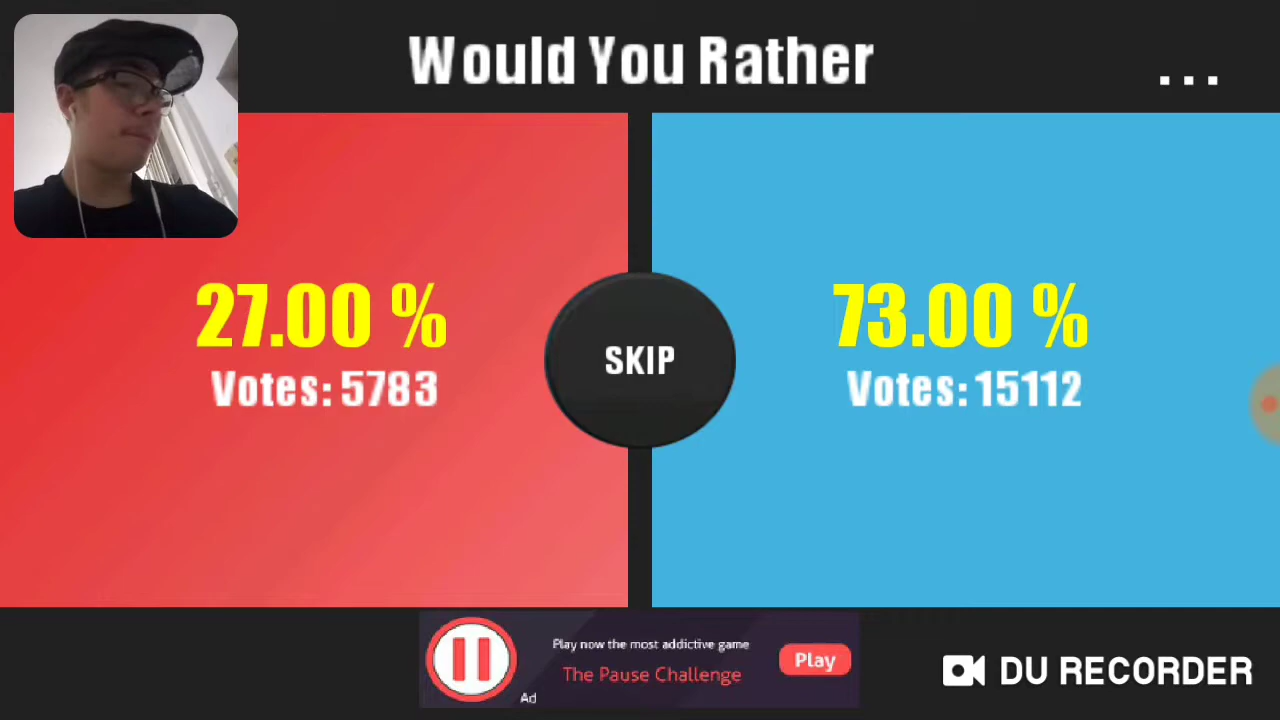 Would You Rather
...
27.00 %
Votes: 5783
SKIP
73.00 %
Votes: 15112
Play now the most addictive game
The Pause Challenge
Play
Ad
DU RECORDER